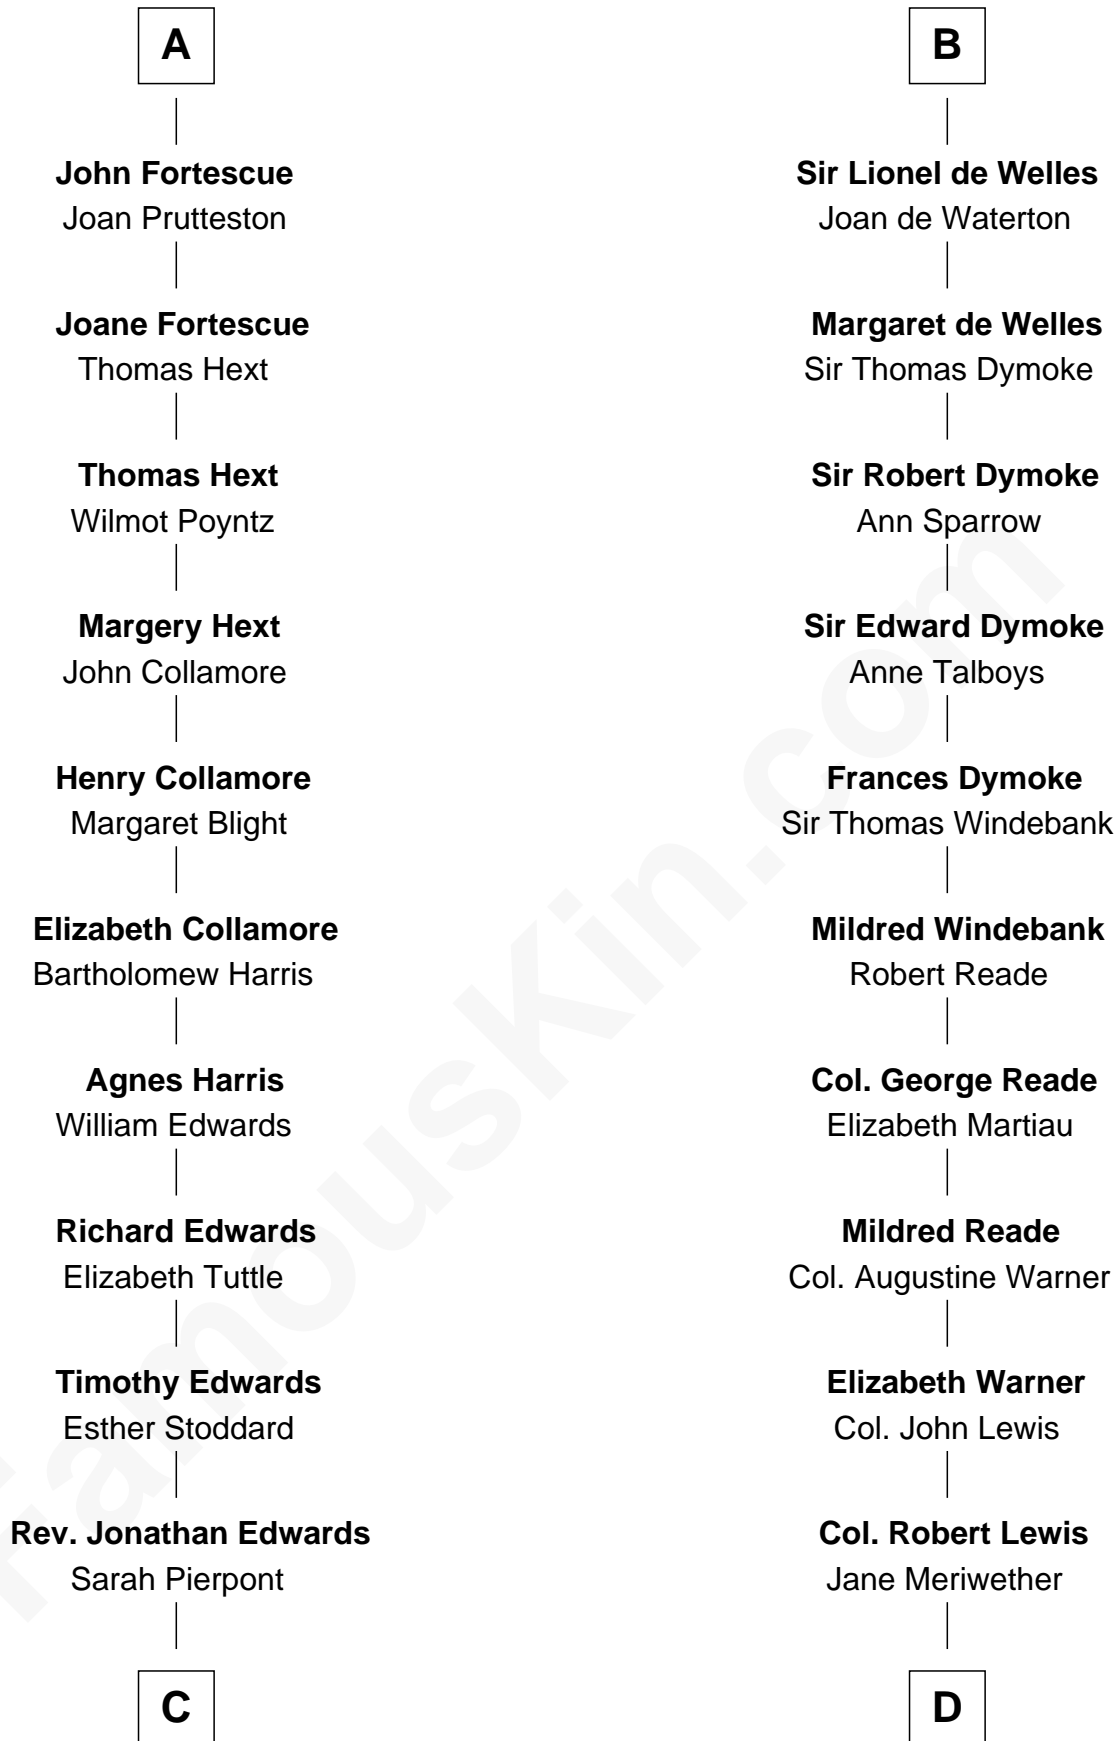 A
John Fortescue
Joan Prutteston
Joane Fortescue
Thomas Hext
Thomas Hext
Wilmot Poyntz
Margery Hext
John Collamore
Henry Collamore
Margaret Blight
Elizabeth Collamore
Bartholomew Harris
Agnes Harris
William Edwards
Richard Edwards
Elizabeth Tuttle
Timothy Edwards
Esther Stoddard
Rev. Jonathan Edwards
Sarah Pierpont
C
B
Sir Lionel de Welles
Joan de Waterton
Margaret de Welles
Sir Thomas Dymoke
Sir Robert Dymoke
Ann Sparrow
Sir Edward Dymoke
Anne Talboys
Frances Dymoke
Sir Thomas Windebank
Mildred Windebank
Robert Reade
Col. George Reade
Elizabeth Martiau
Mildred Reade
Col. Augustine Warner
Elizabeth Warner
Col. John Lewis
Col. Robert Lewis
Jane Meriwether
D
FamousKin.com